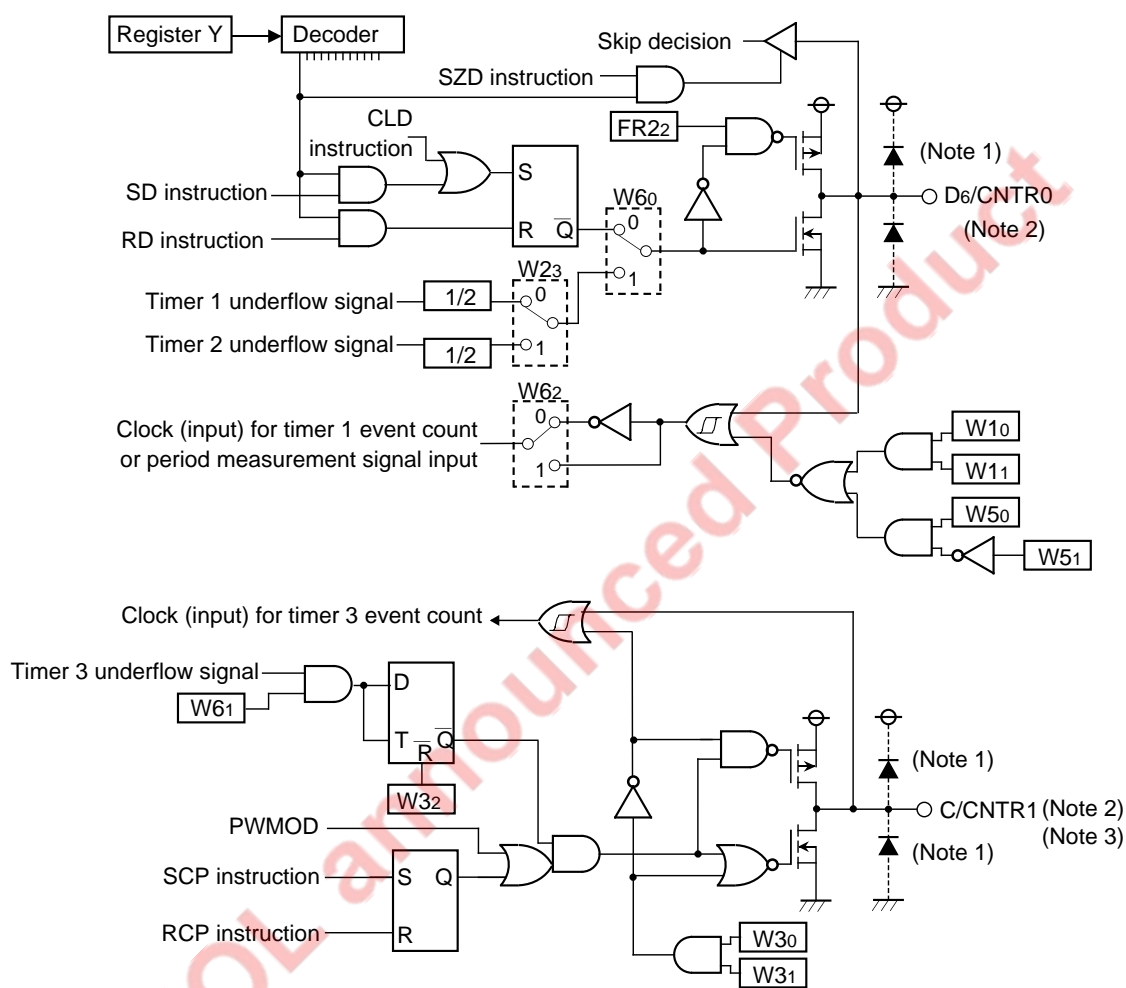 Register Y
Decoder
Skip decision
SZD instruction
CLD
instruction
FR22
(Note 1)
SD instruction
S
W60
0
D6/CNTR0
(Note 2)
RD instruction
R
Q
1
W23
Timer 1 underflow signal
1/2
0
Timer 2 underflow signal
1/2
1
W62
0
Clock (input) for timer 1 event count
or period measurement signal input
1
W10
W11
W50
W51
Clock (input) for timer 3 event count
Timer 3 underflow signal
W61
D
T
R
Q
W32
(Note 1)
C/CNTR1
(Note 2)
(Note 3)
(Note 1)
PWMOD
SCP instruction
S
Q
RCP instruction
R
W30
W31
OL announced Product